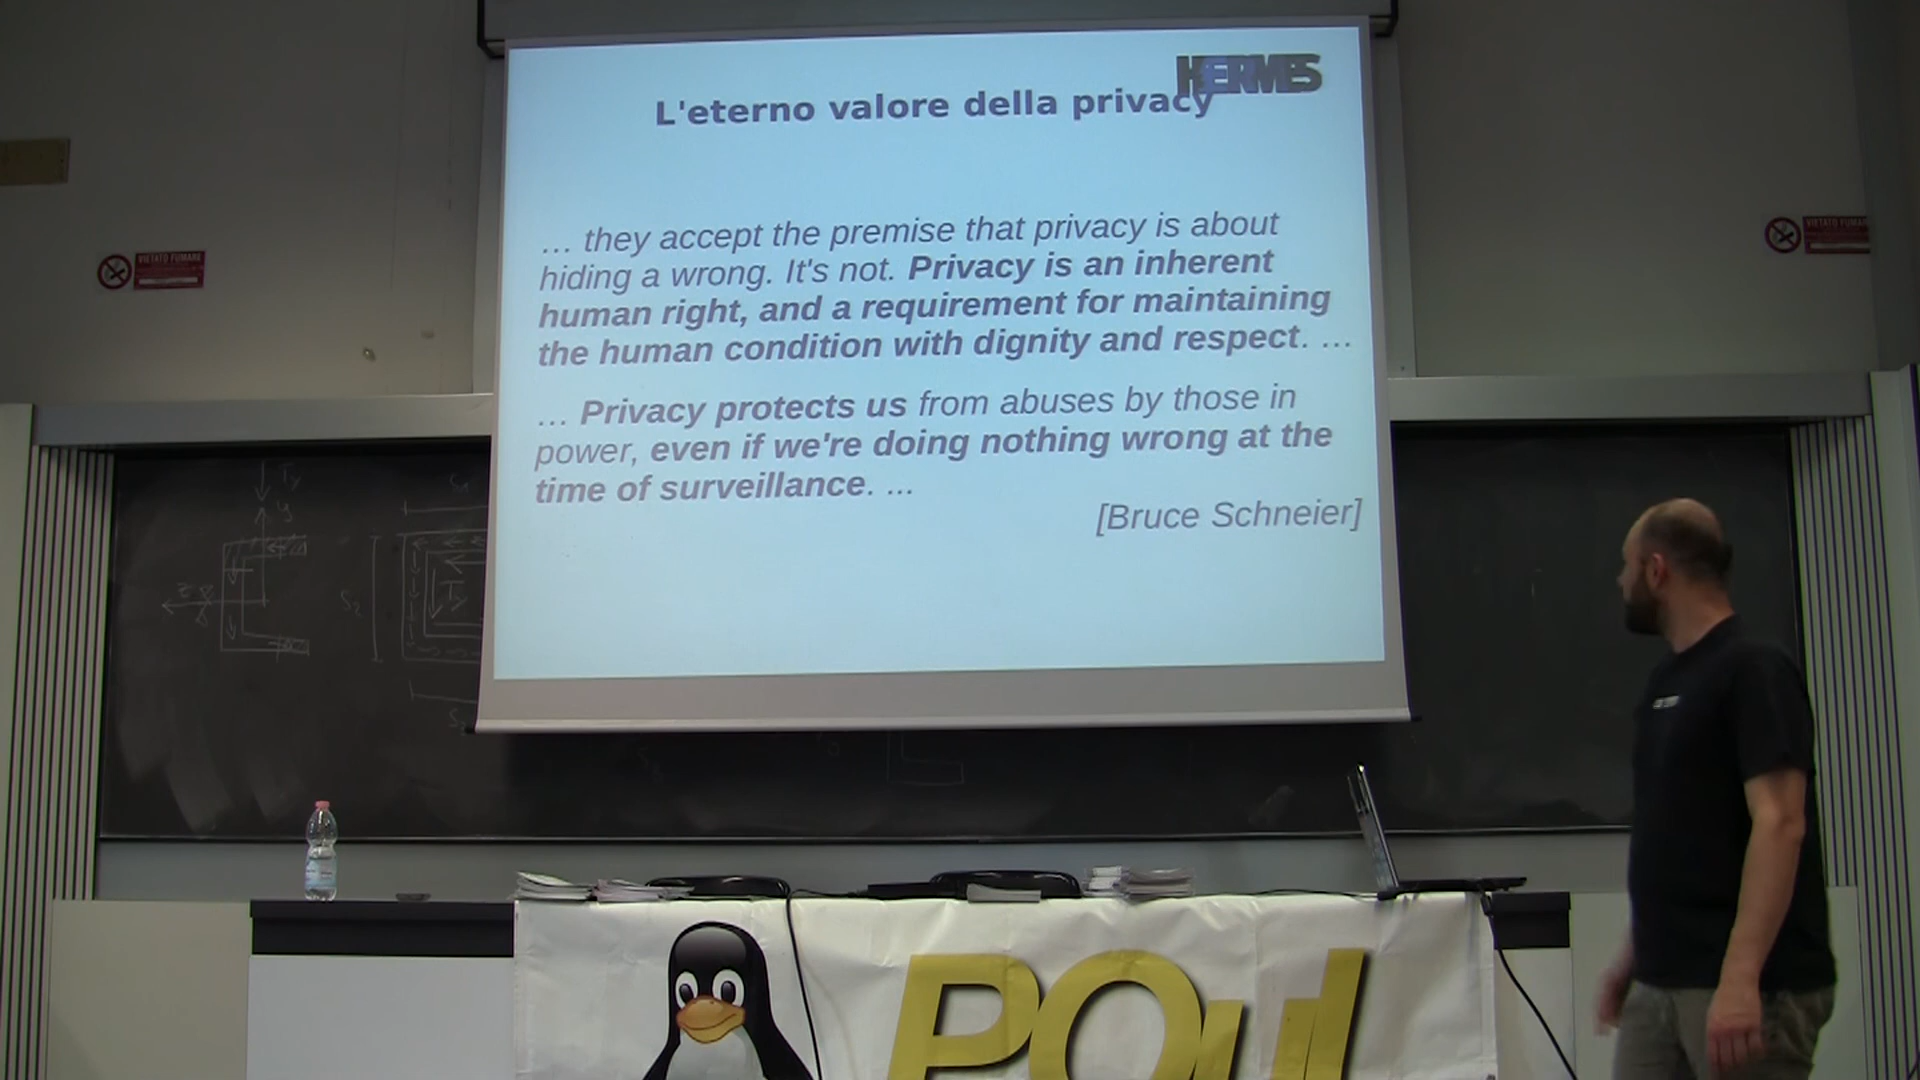 HERMES
L'eterno valore della privacy
… they accept the premise that privacy is about
hiding a wrong. It's not. Privacy is an inherent
human right, and a requirement for maintaining
the human condition with dignity and respect. …
… Privacy protects us from abuses by those in
power, even if we're doing nothing wrong at the
time of surveillance. …
[Bruce Schneier]
VIETATO FUMARE
VIETATO FUMARE
POul